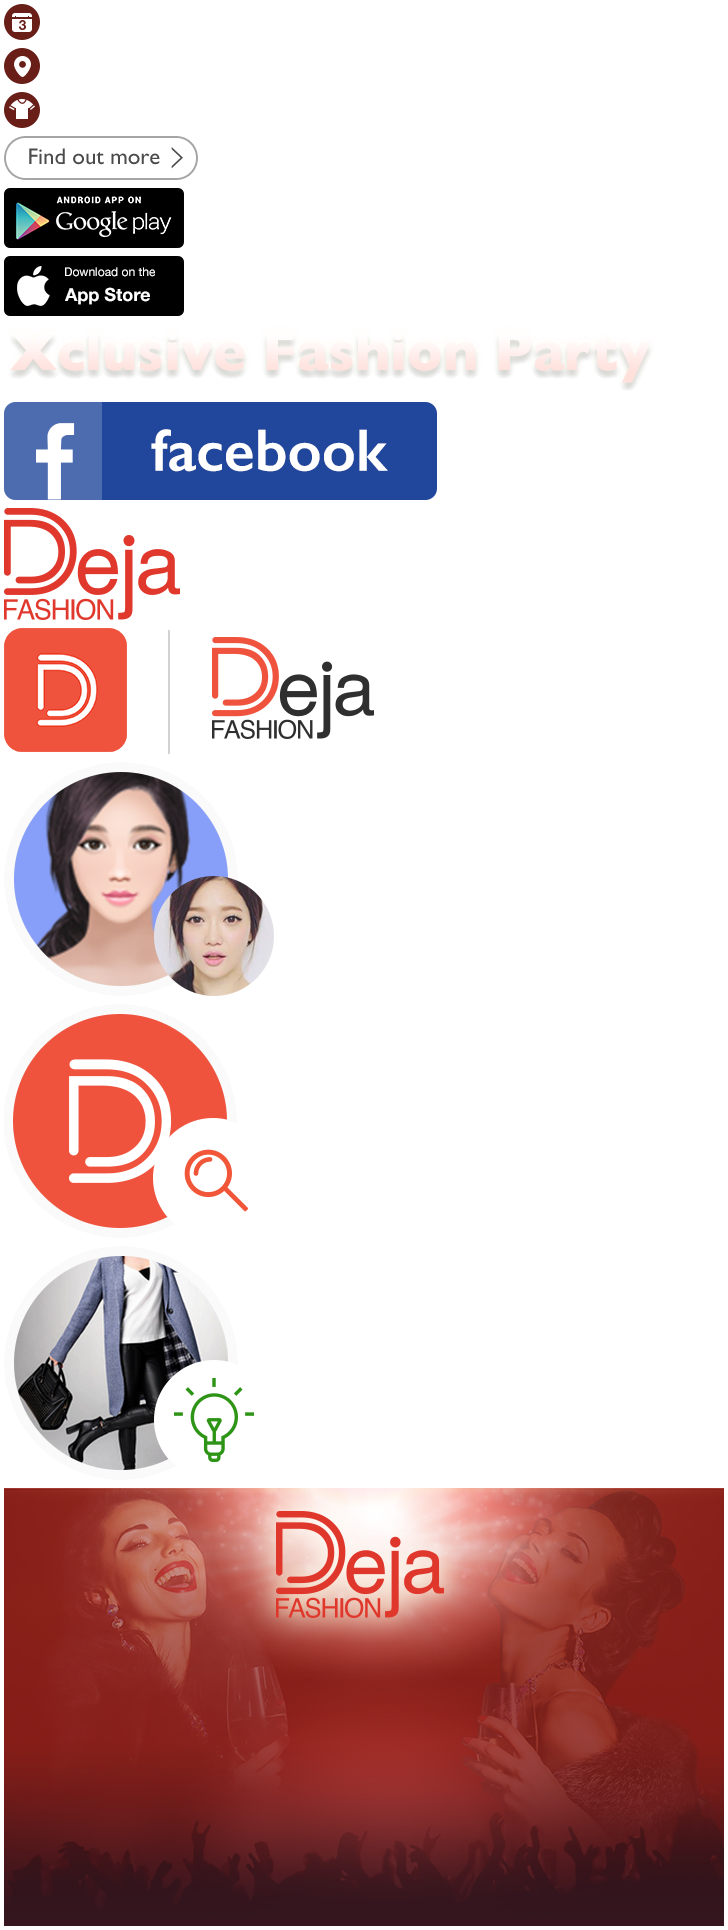 3
Find out more
ANDROID APP ON
Google play
Download on the
App Store
Xclusive Fashion Party
f facebook
Deja
FASHION
D
Deja
FASHION
D
Deja
FASHION